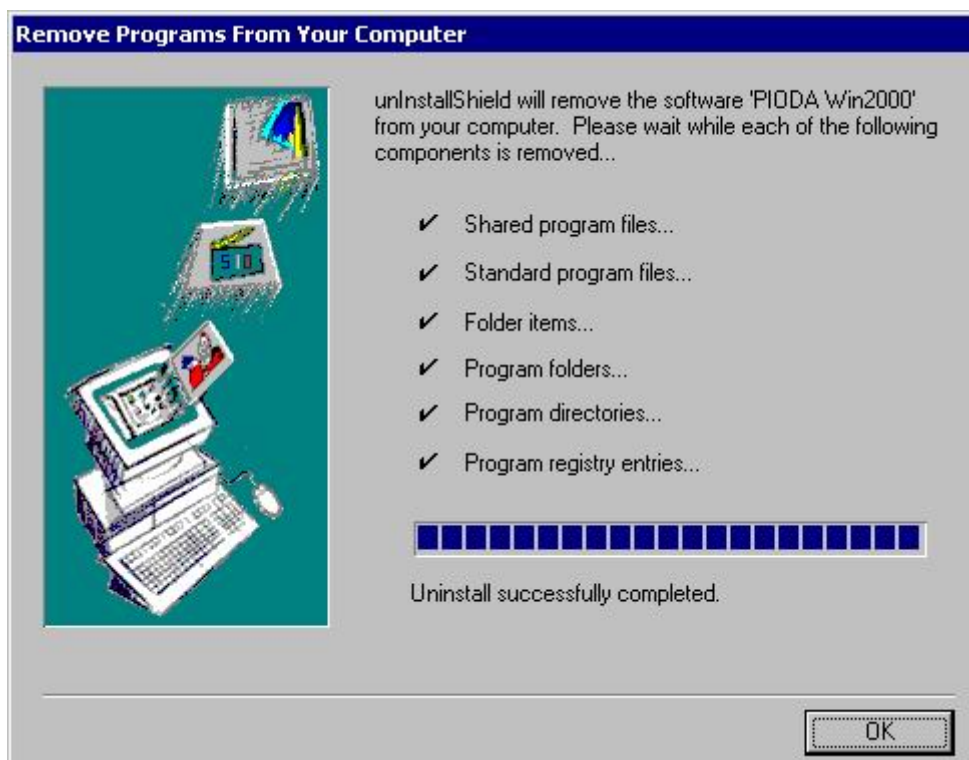 Remove Programs From Your Computer
unInstallShield will remove the software 'PIODA Win2000'
from your computer.  Please wait while each of the following
components is removed...
Shared program files...
Standard program files...
Folder items...
Program folders...
Program directories...
Program registry entries...
Uninstall successfully completed.
OK